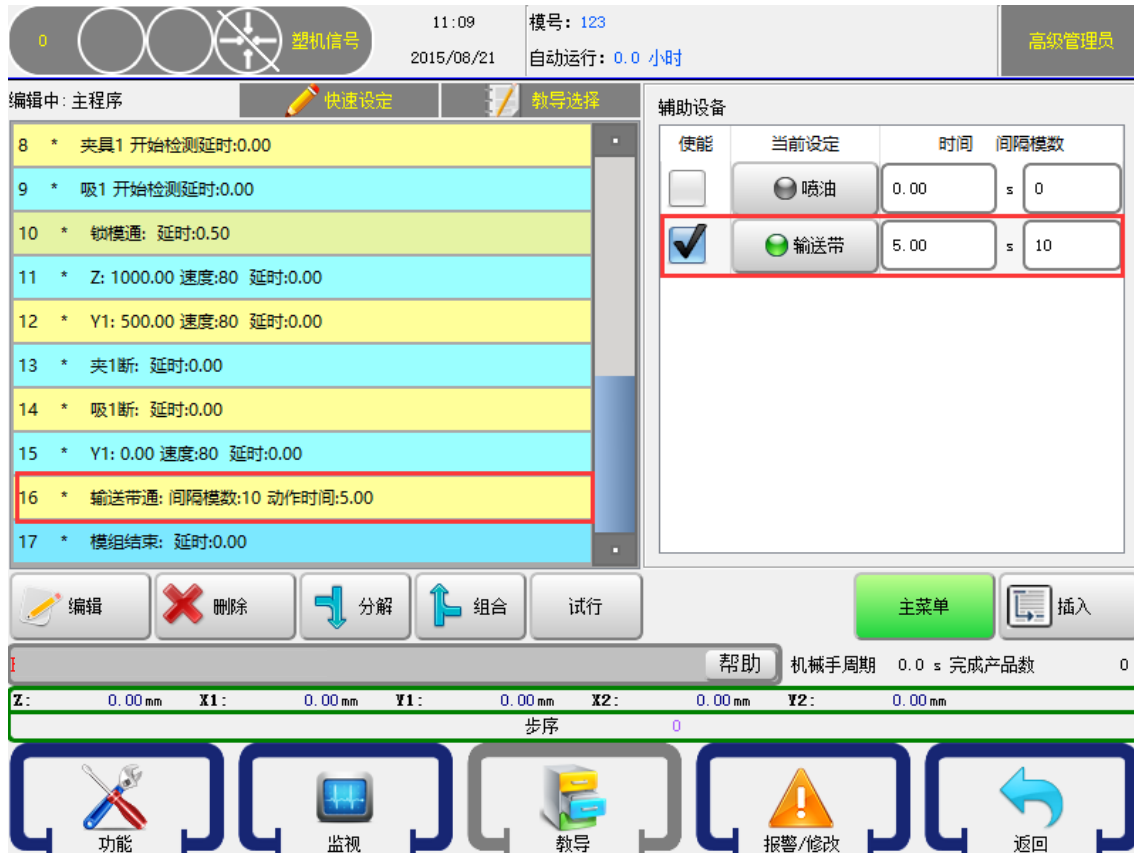 0 塑机信号 11:09 模号: 123 高级管理员
2015/08/21 自动运行: 0.0 小时
编辑中: 主程序 快速设定 教导选择
8 * 夹具1 开始检测延时:0.00
9 * 吸1 开始检测延时:0.00
10 * 锁模通: 延时:0.50
11 * Z: 1000.00 速度:80 延时:0.00
12 * Y1: 500.00 速度:80 延时:0.00
13 * 夹1断: 延时:0.00
14 * 吸1断: 延时:0.00
15 * Y1: 0.00 速度:80 延时:0.00
16 * 输送带通: 间隔模数:10 动作时间:5.00
17 * 模组结束: 延时:0.00
辅助设备
使能 当前设定 时间 间隔模数
喷油 0.00 s 0
输送带 5.00 s 10
编辑 删除 分解 组合 试行 主菜单 插入
帮助 机械手周期 0.0 s 完成产品数 0
Z: 0.00 mm X1: 0.00 mm Y1: 0.00 mm X2: 0.00 mm Y2: 0.00 mm
步序 0
功能 监视 教导 报警/修改 返回